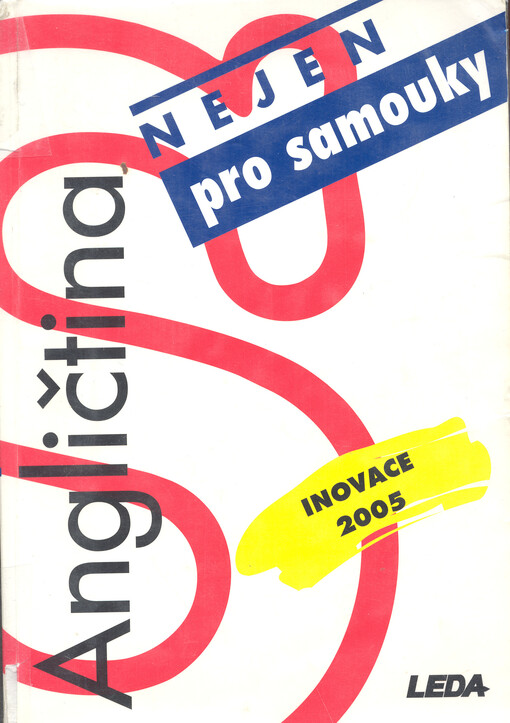 Angličtina
NEJEN
pro samouky
INOVACE
2005
LEDA